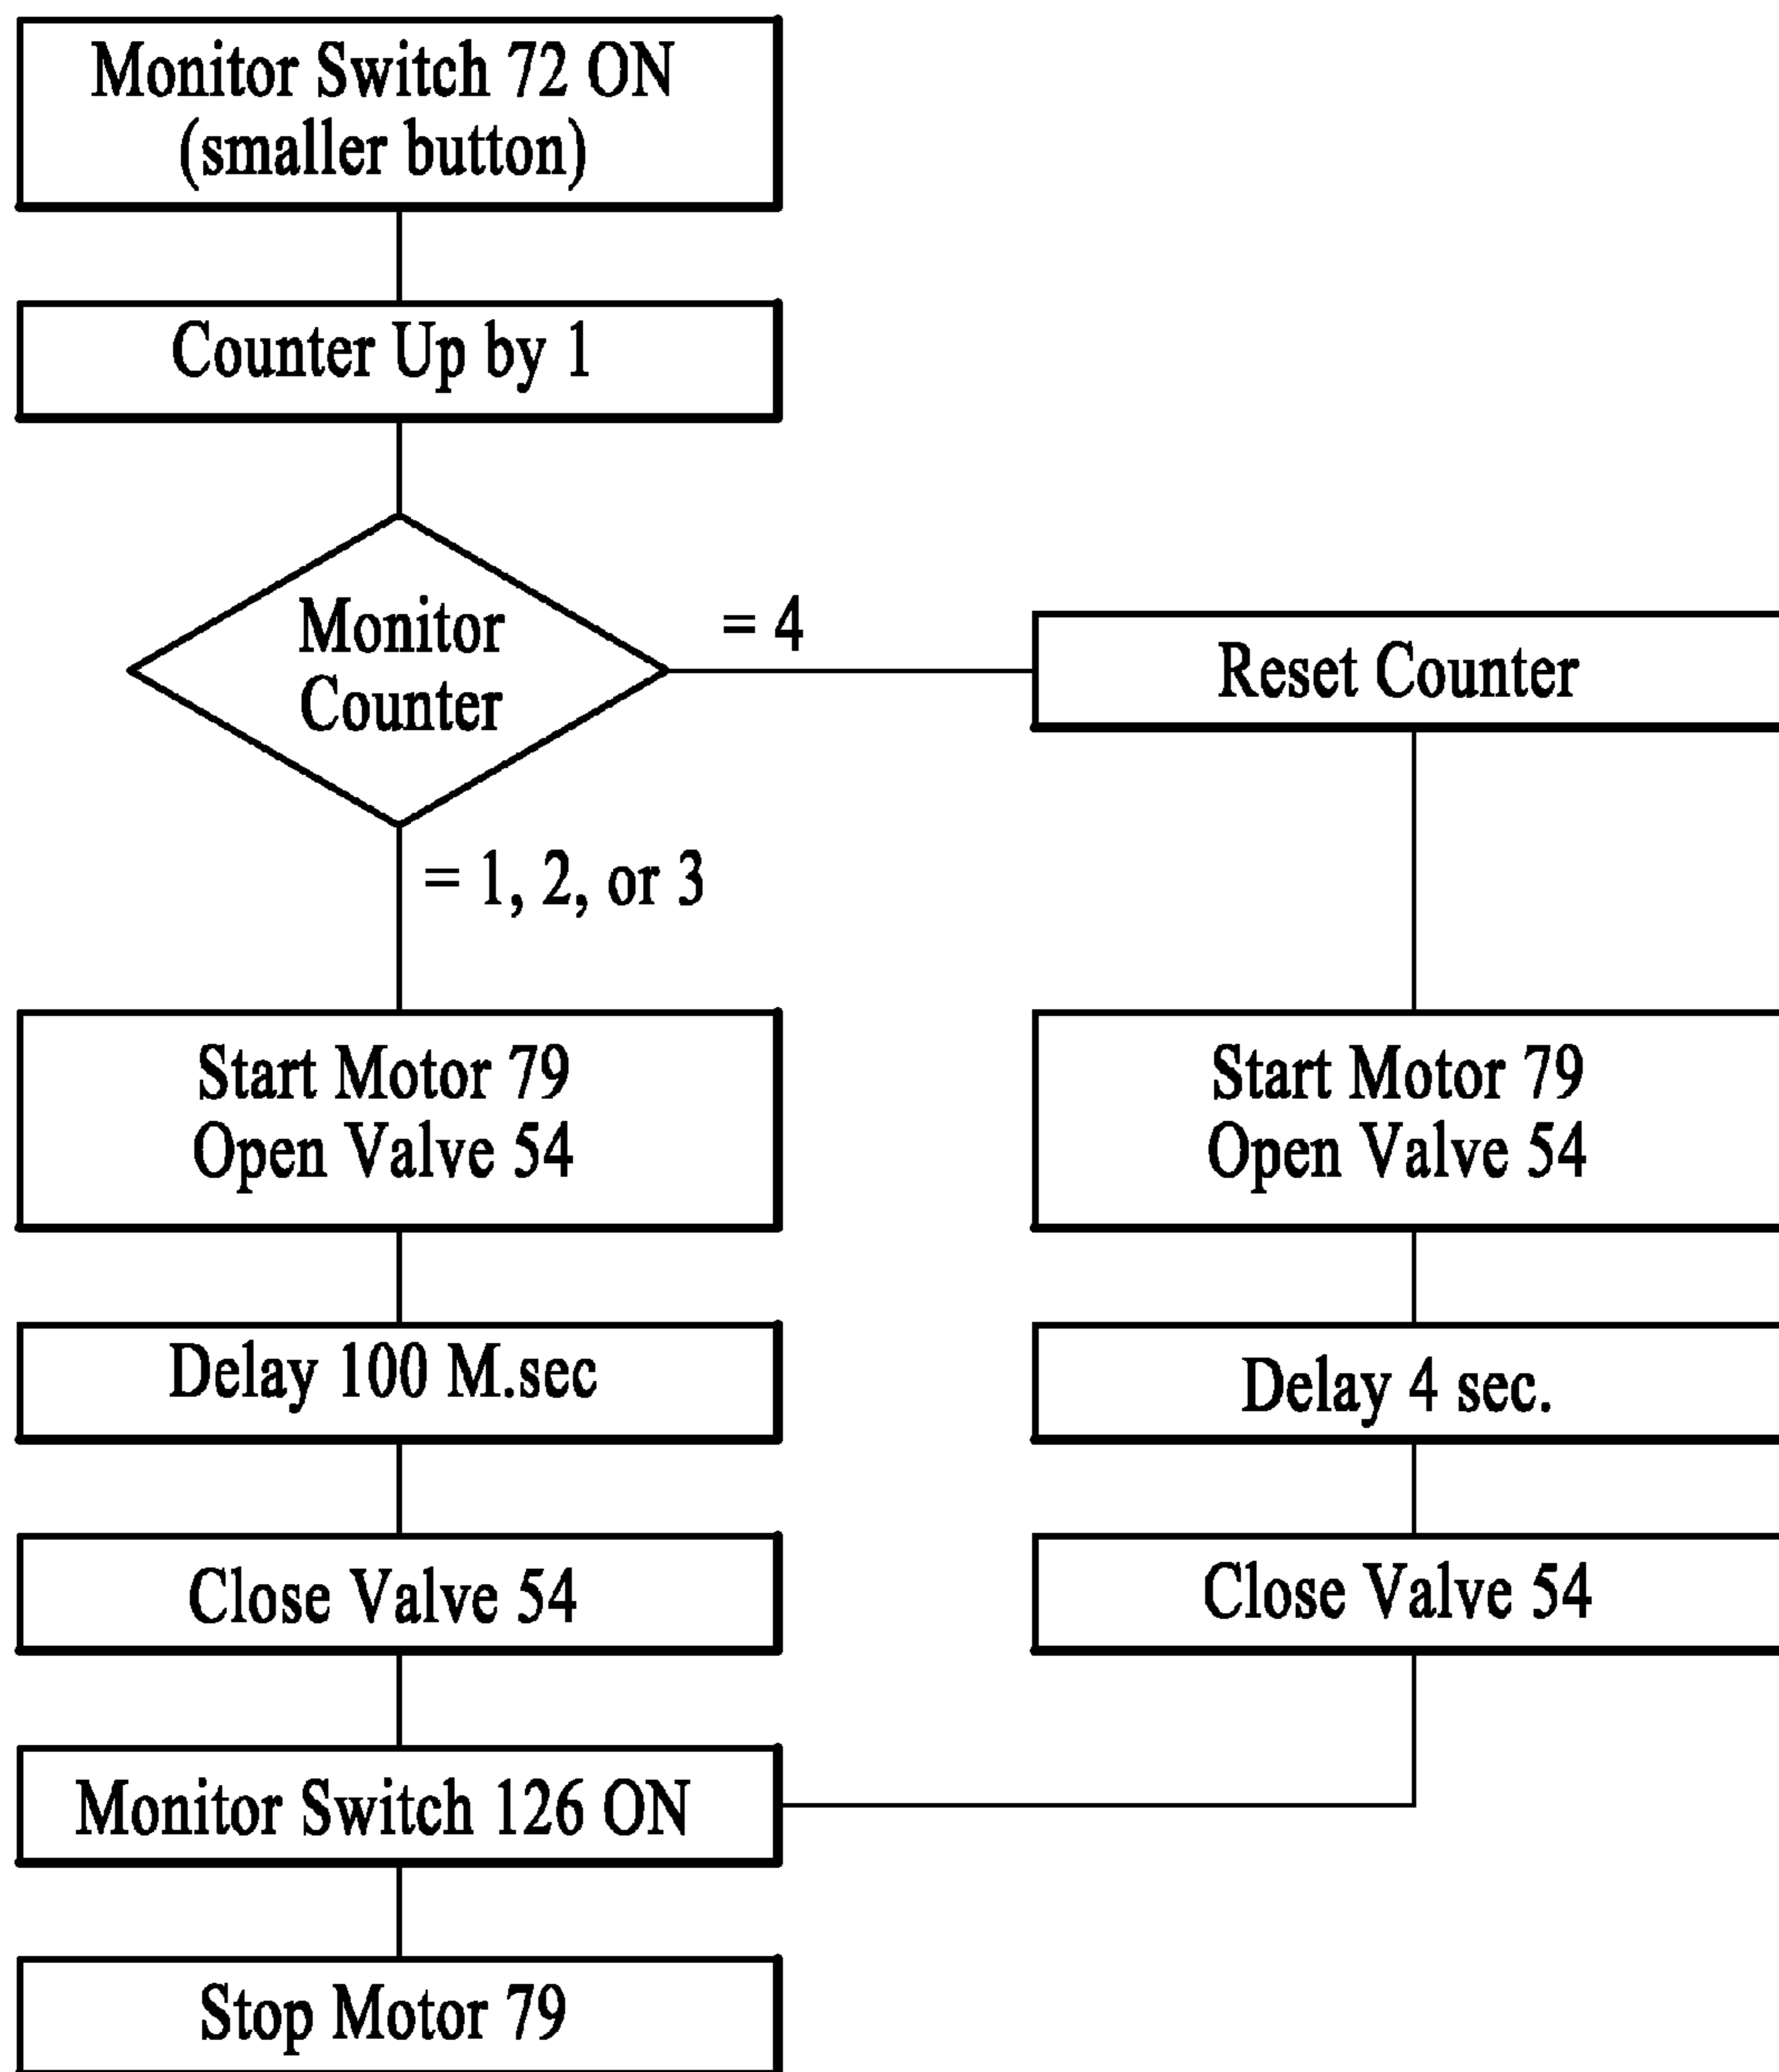 Monitor Switch 72 ON
(smaller button)
Counter Up by 1
Monitor
Counter
= 4
Reset Counter
= 1, 2, or 3
Start Motor 79
Open Valve 54
Delay 100 M.sec
Close Valve 54
Start Motor 79
Open Valve 54
Delay 4 sec.
Close Valve 54
Monitor Switch 126 ON
Stop Motor 79